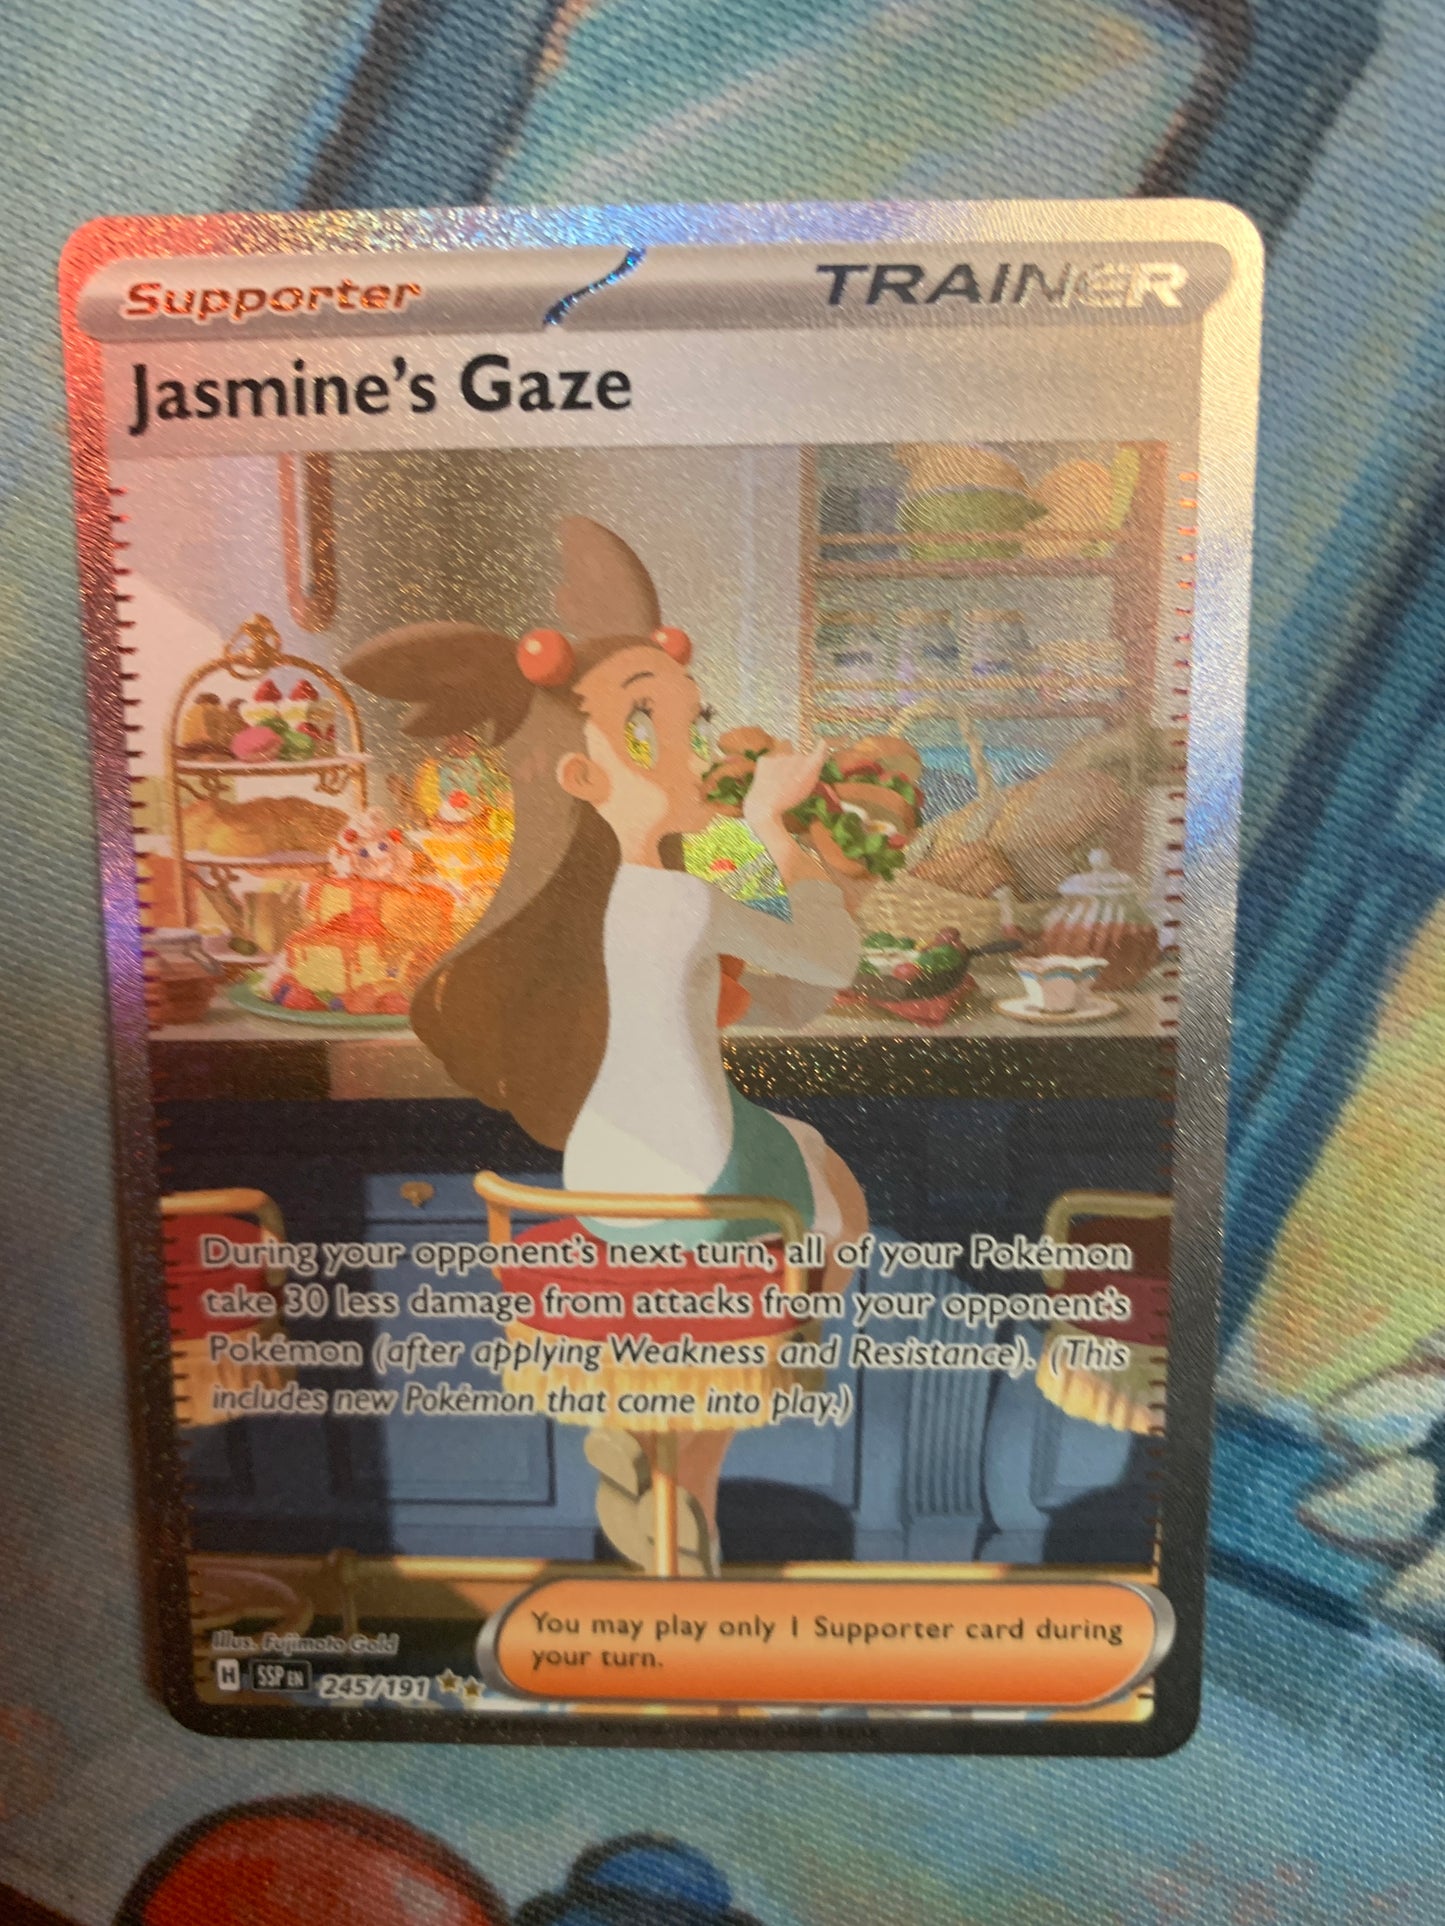 Supporter
TRAINER
Jasmine's Gaze
During your opponent's next turn, all of your Pokémon
take 30 less damage from attacks from your opponent's
Pokémon (after applying Weakness and Resistance). (This
includes new Pokémon that come into play.)
You may play only 1 Supporter card during
your turn.
Illus. Fujimoto Gold
H SSP EN 245/191